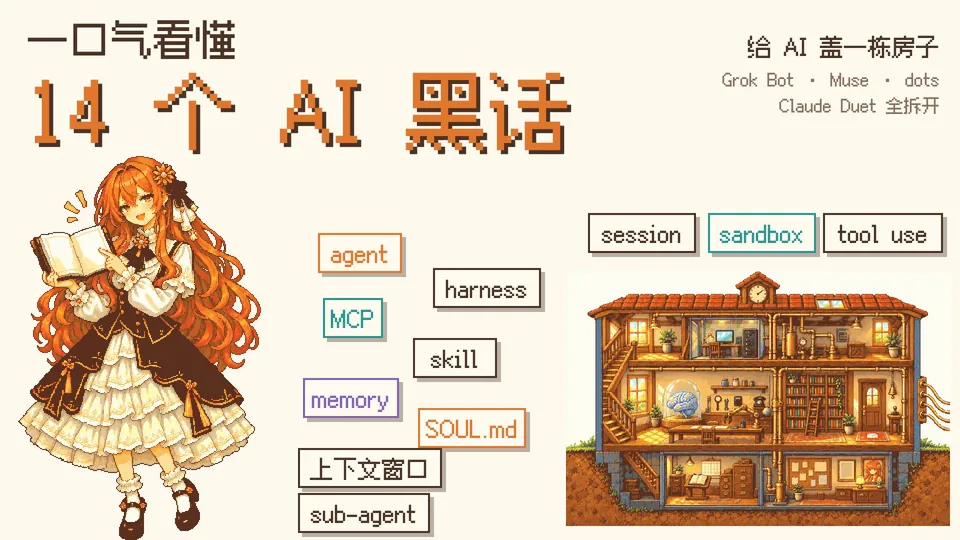 一口气看懂
14 个 AI 黑话
给 AI 盖一栋房子
Grok Bot · Muse · dots
Claude Duet 全拆开
session
sandbox
tool use
agent
harness
MCP
skill
memory
SOUL.md
上下文窗口
sub-agent